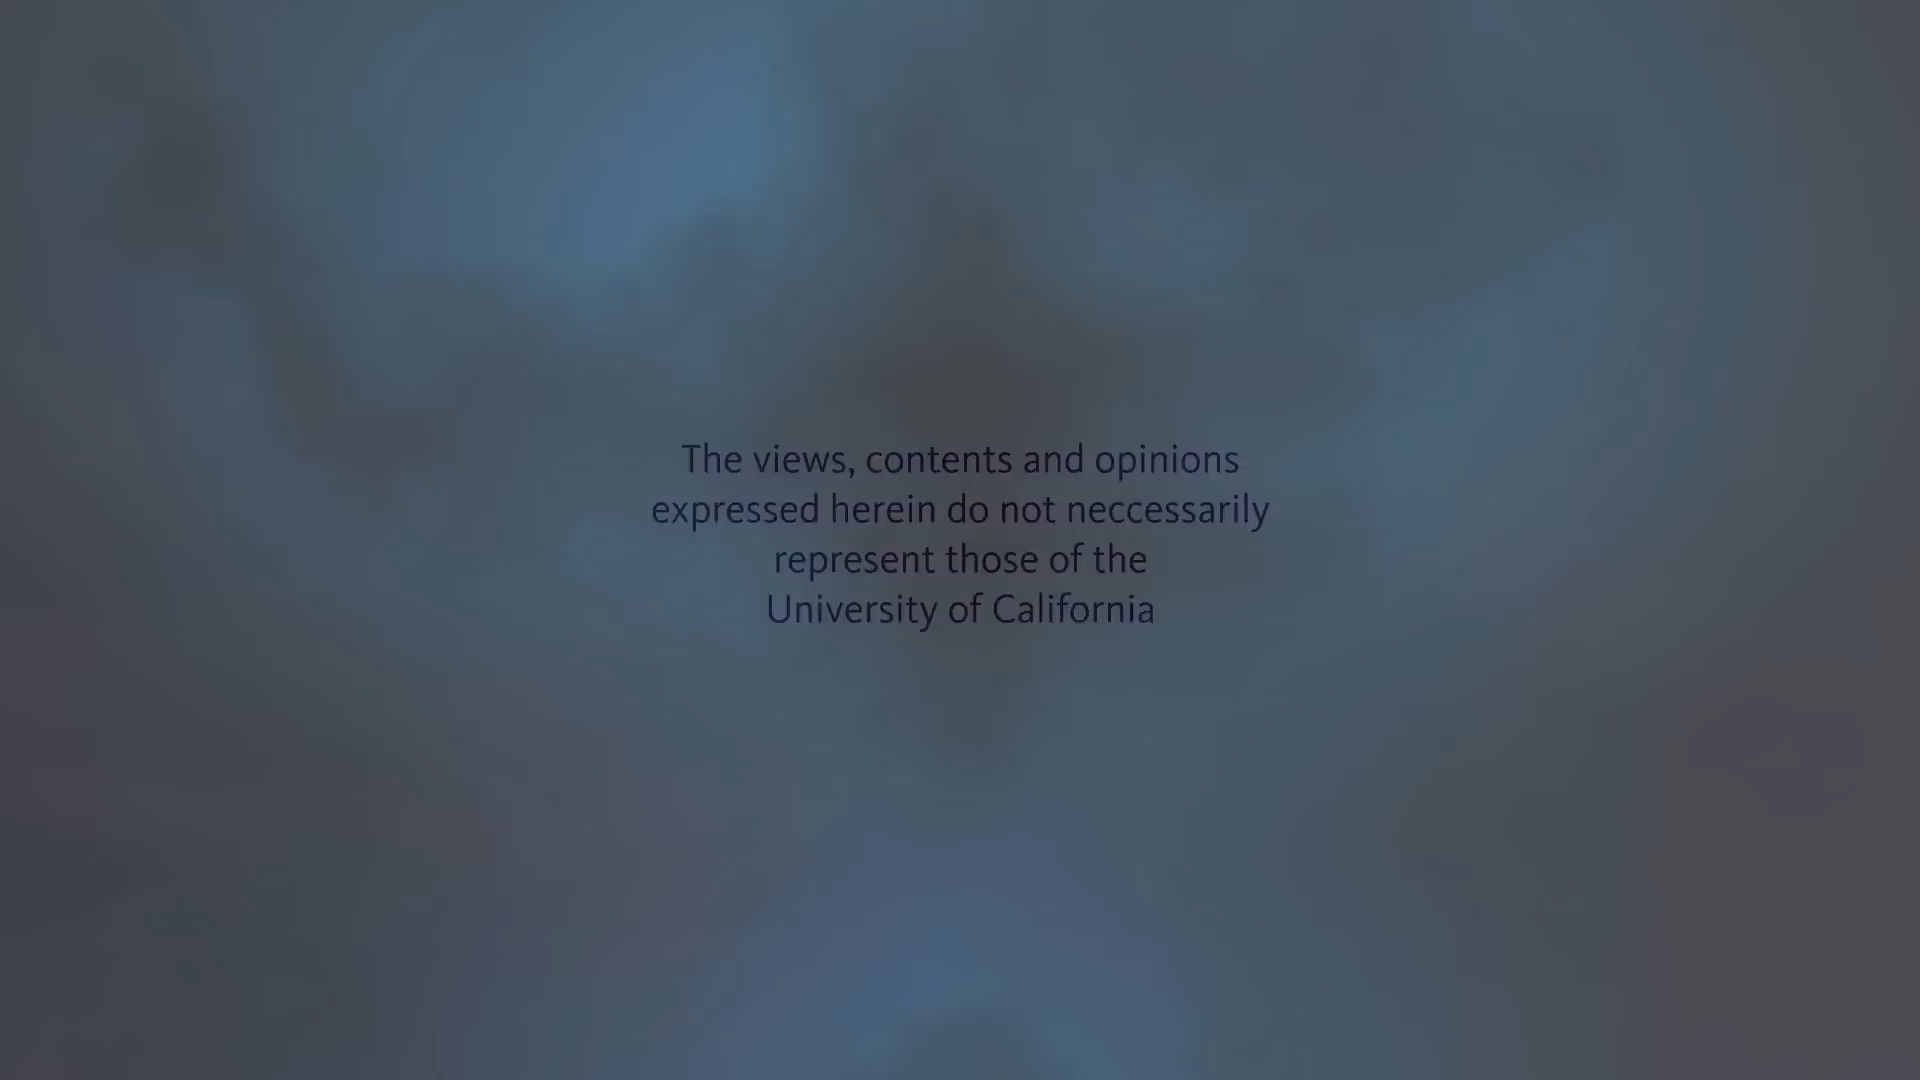 The views, contents and opinions
expressed herein do not neccessarily
represent those of the
University of California